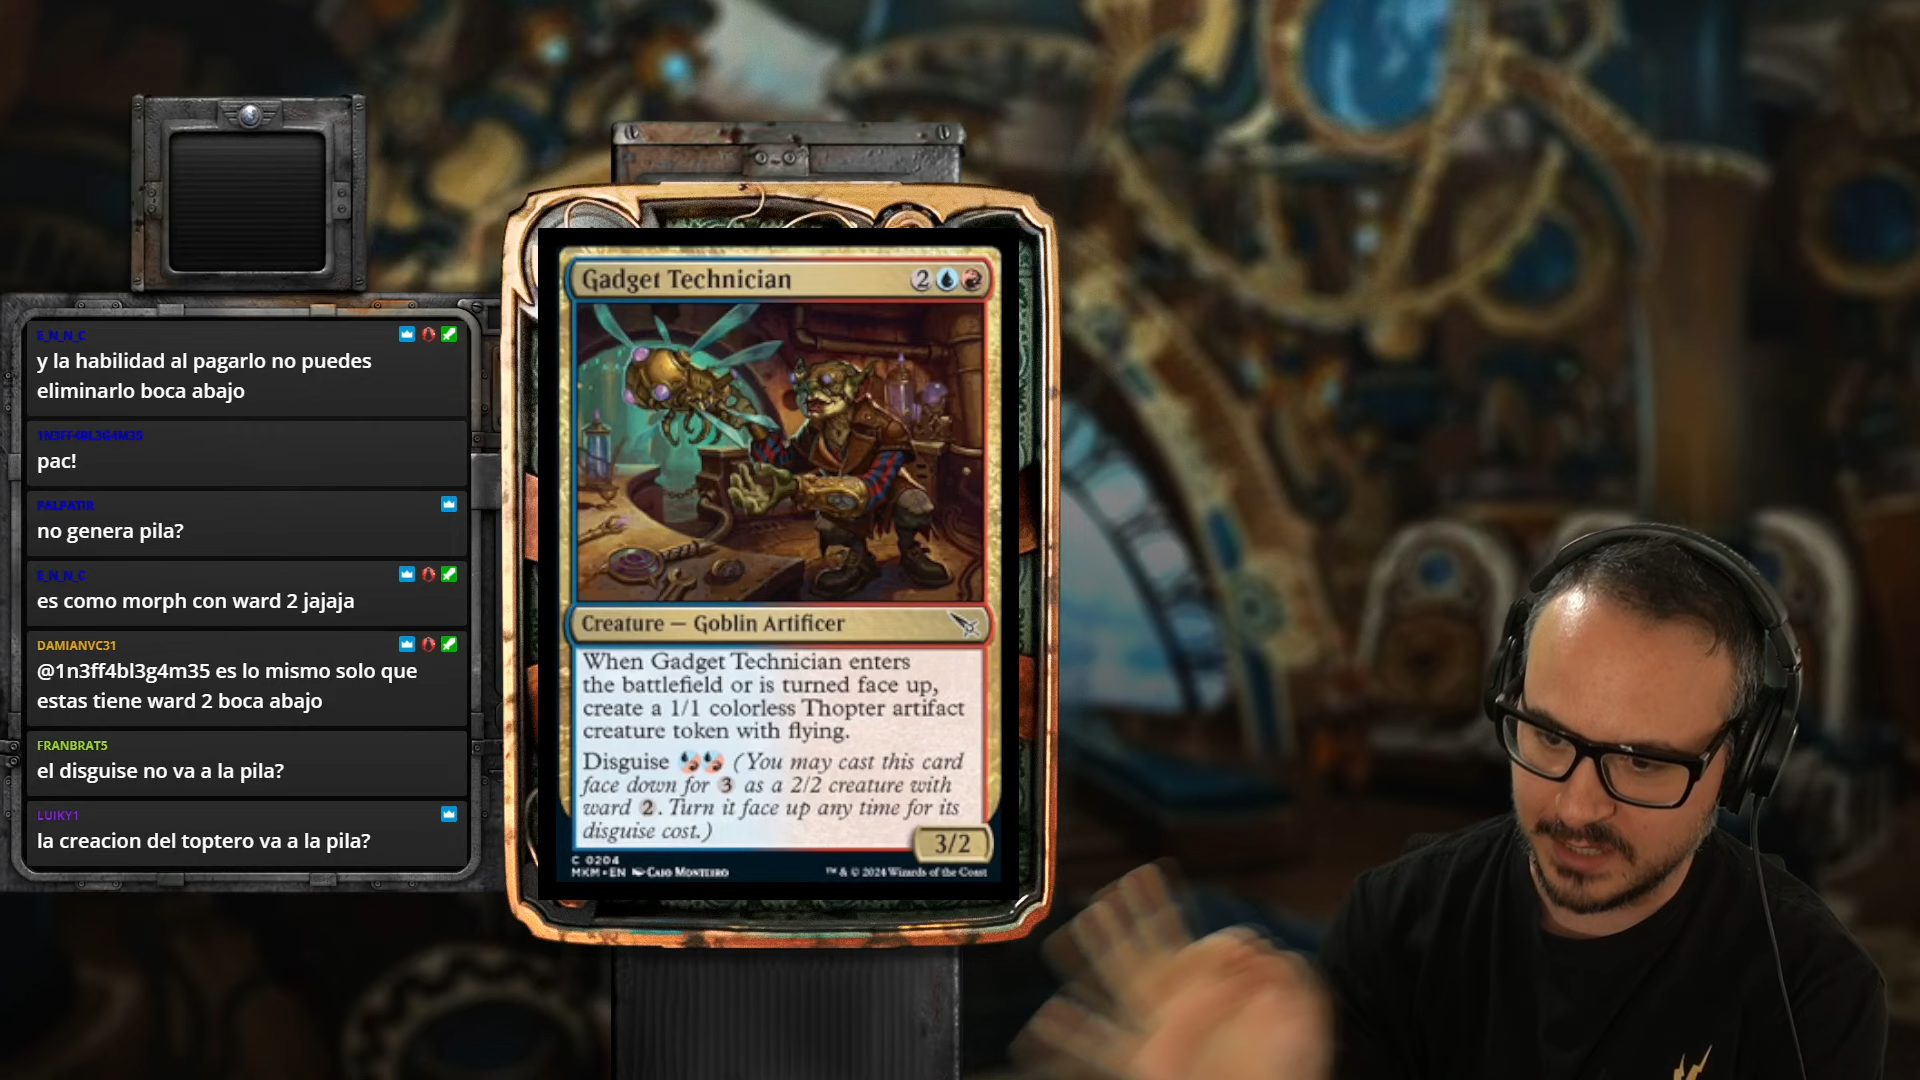 E_N_N_C
y la habilidad al pagarlo no puedes
eliminarlo boca abajo
1N3FF4BL3G4M35
pac!
PALPATIR
no genera pila?
E_N_N_C
es como morph con ward 2 jajaja
DAMIANVC31
@1n3ff4bl3g4m35 es lo mismo solo que
estas tiene ward 2 boca abajo
FRANBRAT5
el disguise no va a la pila?
LUIKY1
la creacion del toptero va a la pila?
Gadget Technician 2
Creature — Goblin Artificer
When Gadget Technician enters
the battlefield or is turned face up,
create a 1/1 colorless Thopter artifact
creature token with flying.
Disguise (You may cast this card
face down for 3 as a 2/2 creature with
ward 2. Turn it face up any time for its
disguise cost.)
3/2
C 0204
MKM • EN Caio Monteiro
™ & © 2024 Wizards of the Coast